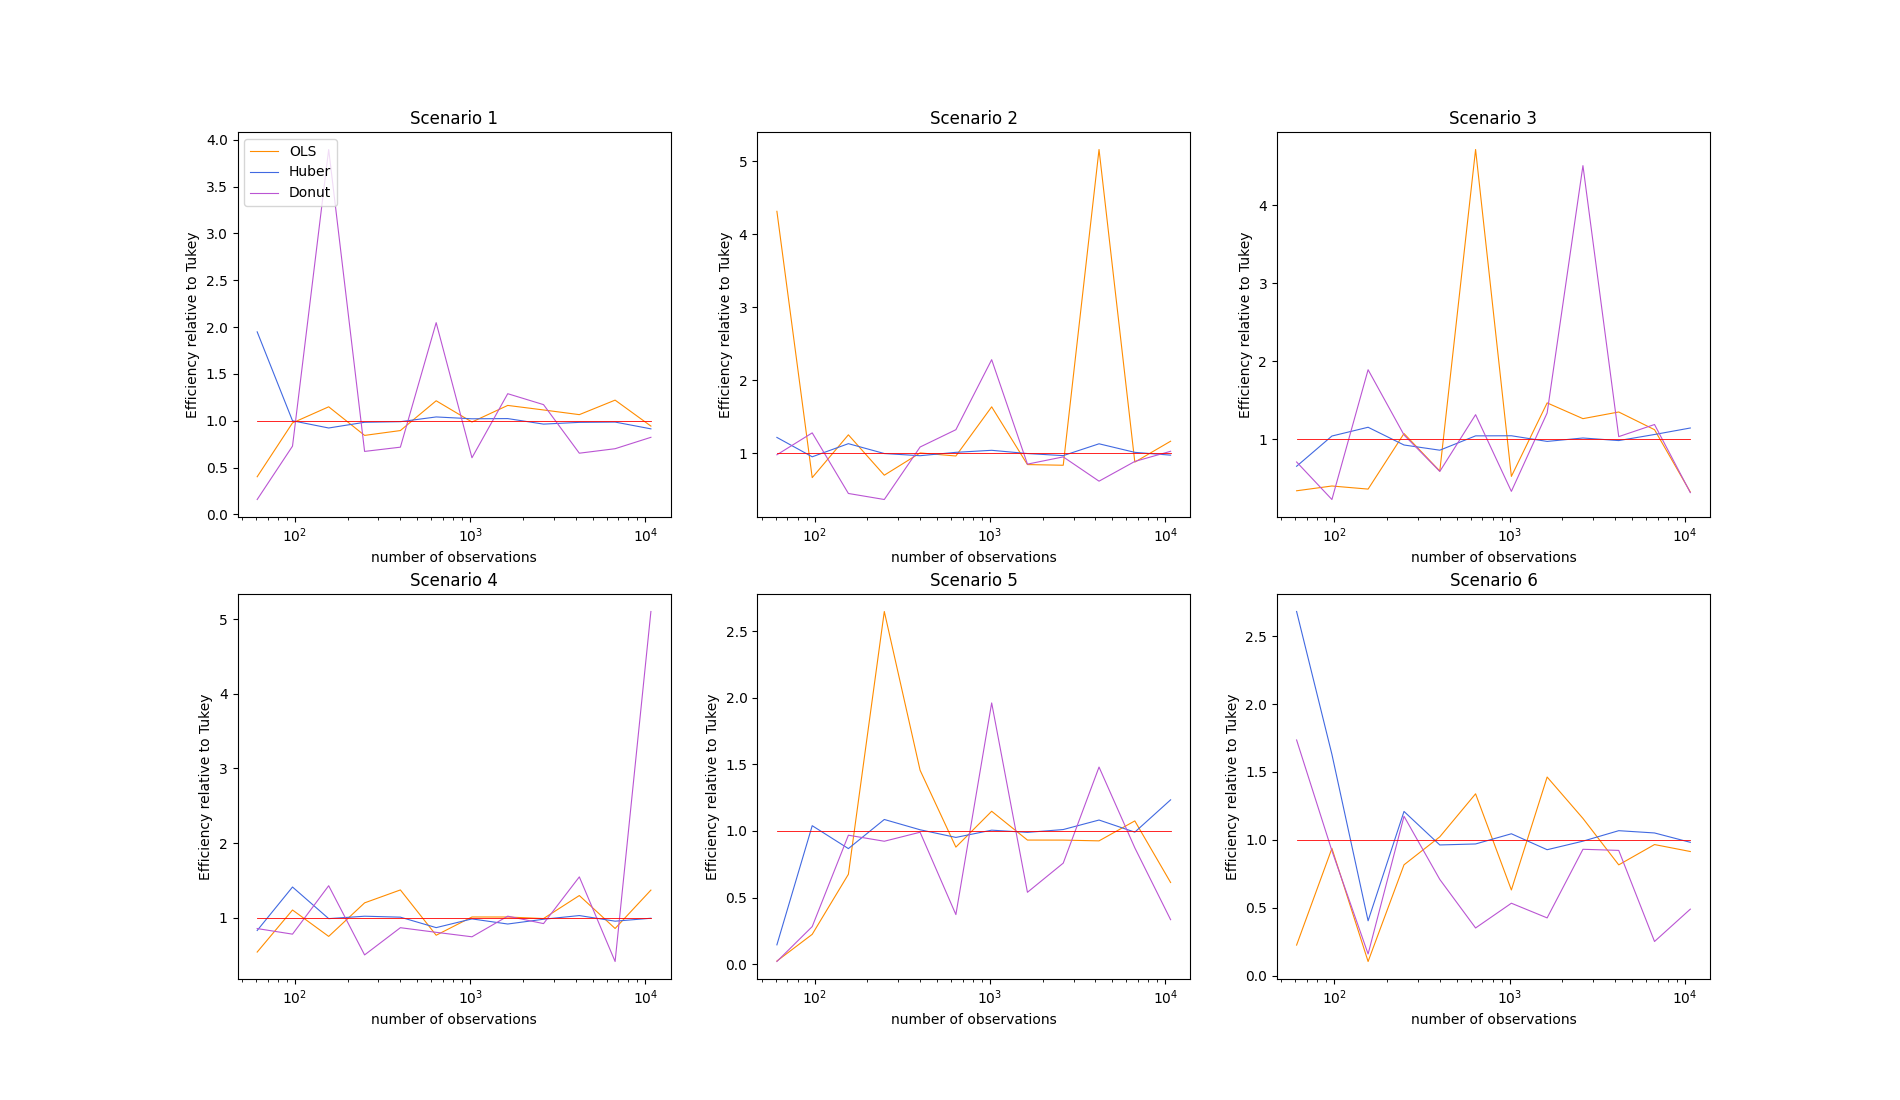 Scenario 1
4.0
3.5
3.0
2.5
2.0
1.5
1.0
0.5
0.0
Efficiency relative to Tukey
OLS
Huber
Donut
10² 10³ 10⁴
number of observations
Scenario 2
5
4
3
2
1
Efficiency relative to Tukey
10² 10³ 10⁴
number of observations
Scenario 3
4
3
2
1
Efficiency relative to Tukey
10² 10³ 10⁴
number of observations
Scenario 4
5
4
3
2
1
Efficiency relative to Tukey
10² 10³ 10⁴
number of observations
Scenario 5
2.5
2.0
1.5
1.0
0.5
0.0
Efficiency relative to Tukey
10² 10³ 10⁴
number of observations
Scenario 6
2.5
2.0
1.5
1.0
0.5
0.0
Efficiency relative to Tukey
10² 10³ 10⁴
number of observations